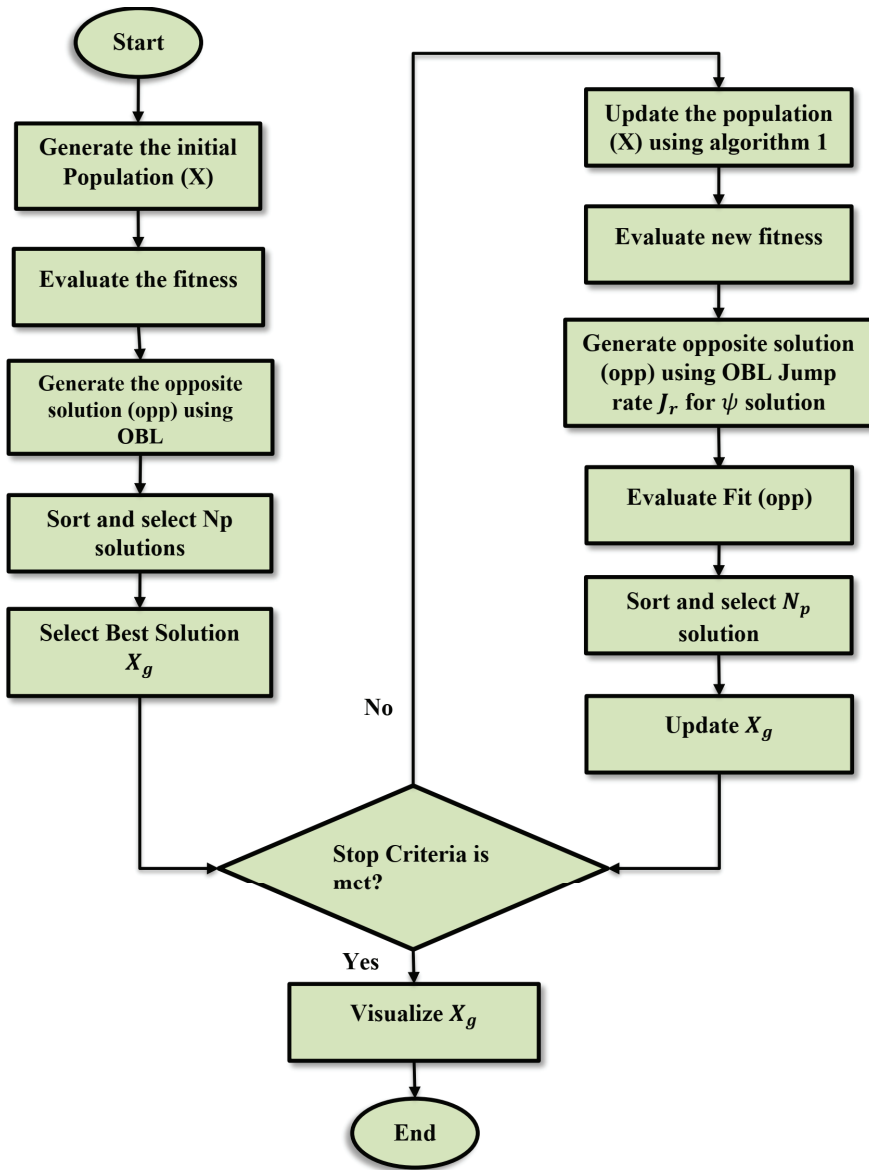 Start
Generate the initial
Population (X)
Evaluate the fitness
Generate the opposite
solution (opp) using
OBL
Sort and select Np
solutions
Select Best Solution
X_g
Update the population
(X) using algorithm 1
Evaluate new fitness
Generate opposite solution
(opp) using OBL Jump
rate J_r for ψ solution
Evaluate Fit (opp)
Sort and select N_p
solution
Update X_g
No
Stop Criteria is
met?
Yes
Visualize X_g
End